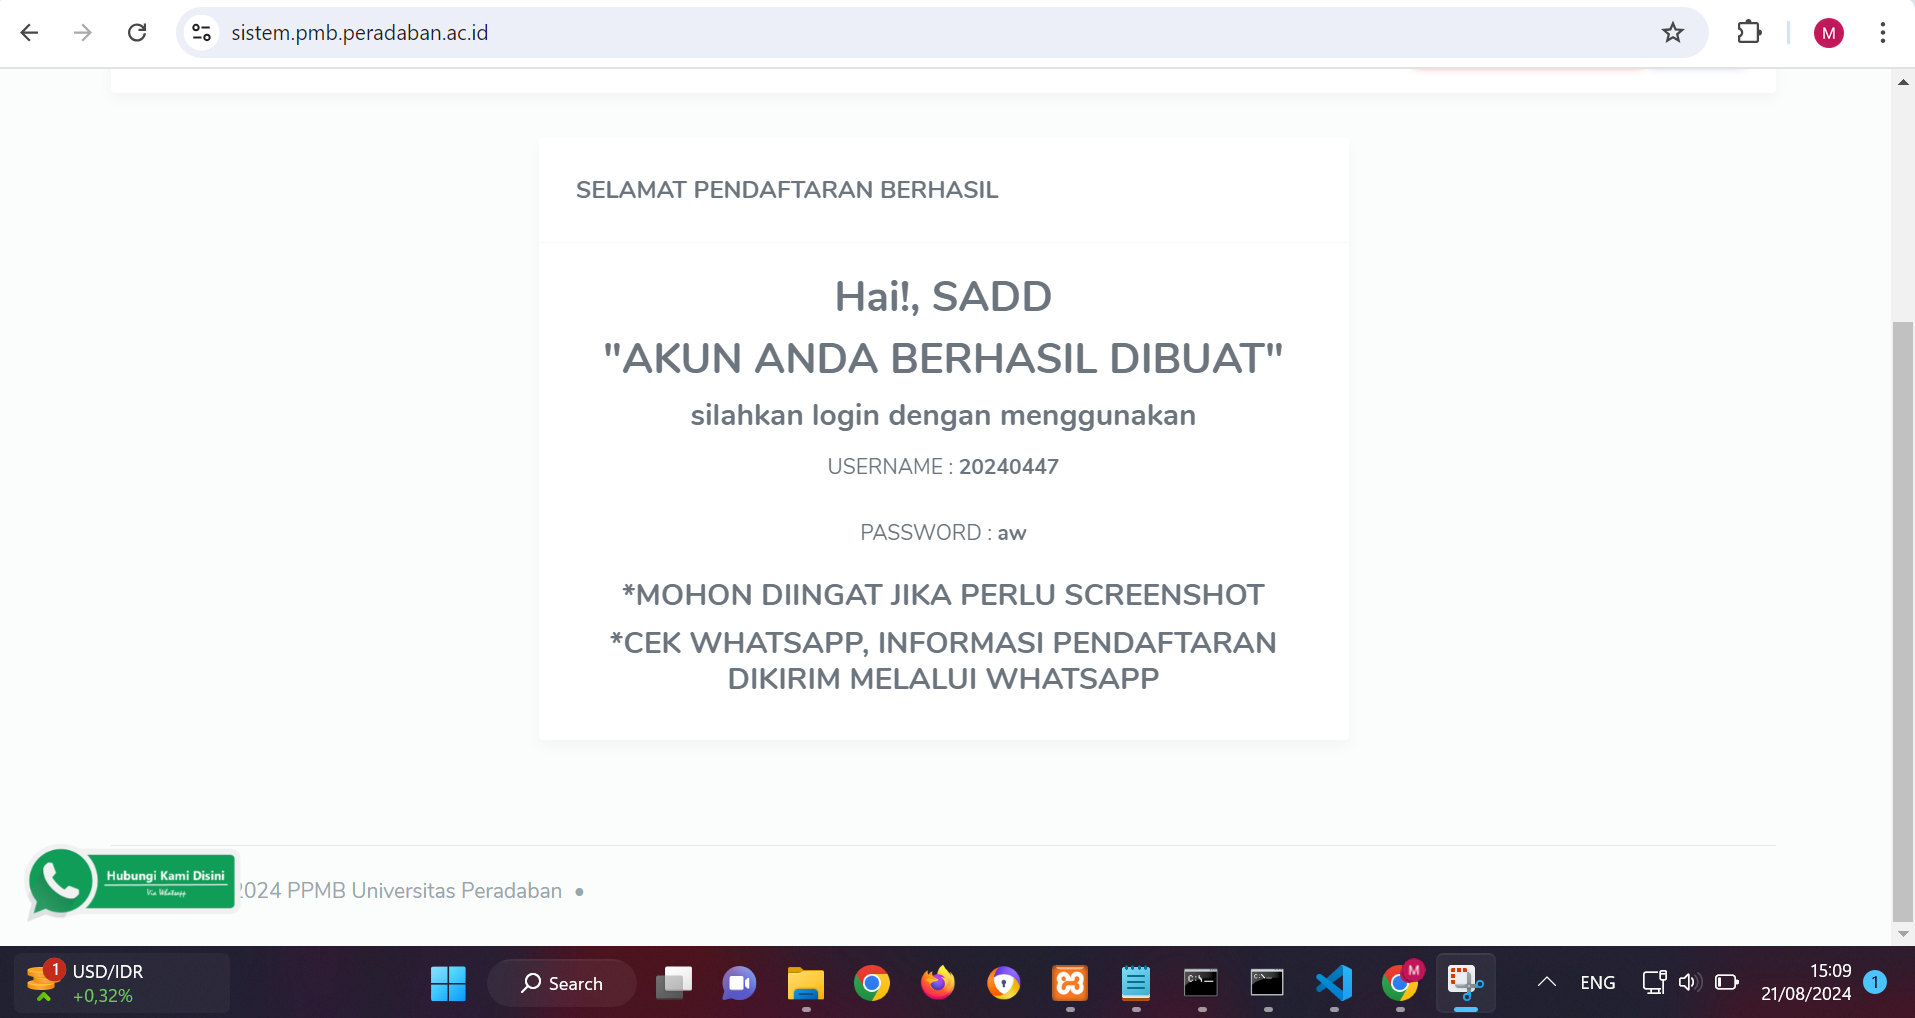 sistem.pmb.peradaban.ac.id
M
SELAMAT PENDAFTARAN BERHASIL
Hai!, SADD
"AKUN ANDA BERHASIL DIBUAT"
silahkan login dengan menggunakan
USERNAME : 20240447
PASSWORD : aw
*MOHON DIINGAT JIKA PERLU SCREENSHOT
*CEK WHATSAPP, INFORMASI PENDAFTARAN
DIKIRIM MELALUI WHATSAPP
Hubungi Kami Disini
Via Whatsapp
2024 PPMB Universitas Peradaban •
1
USD/IDR
+0,32%
Search
M
ENG
15:09
21/08/2024
1